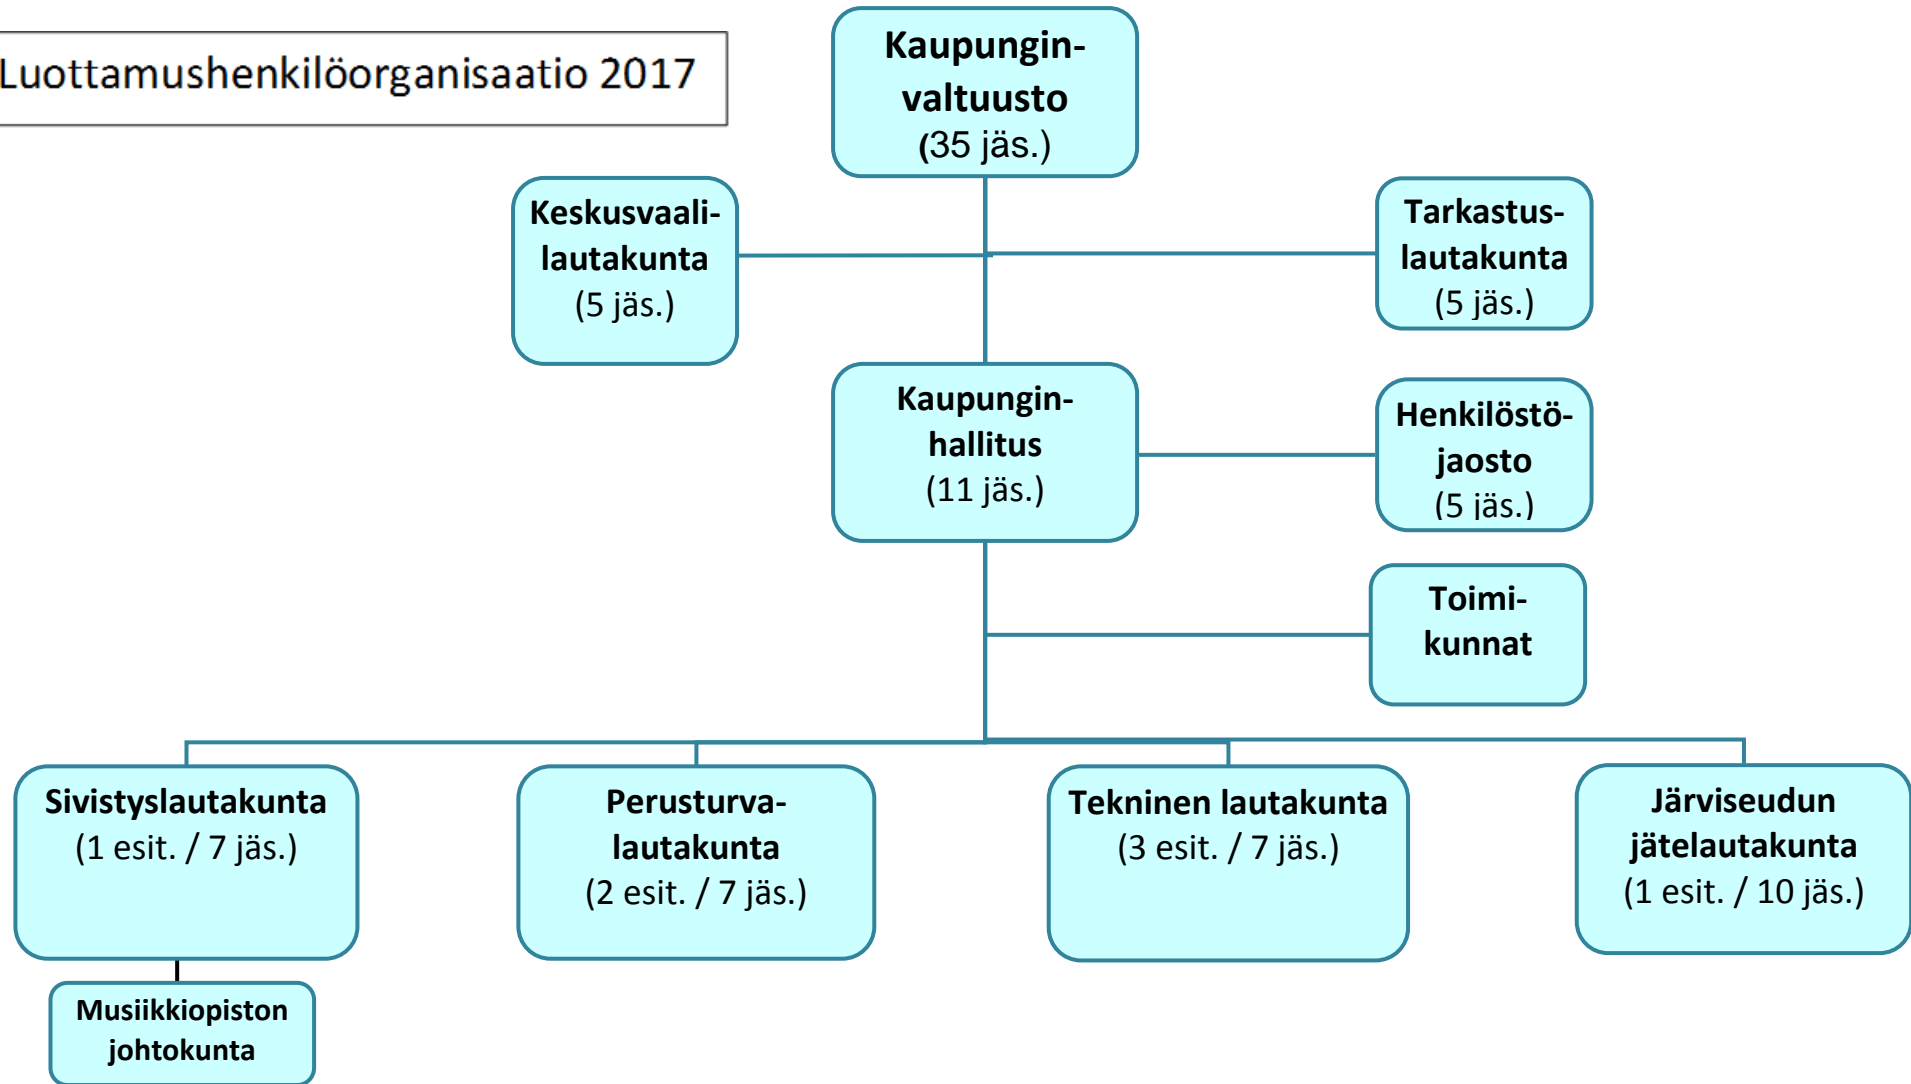 Luottamushenkilöorganisaatio 2017
Kaupungin-
valtuusto
(35 jäs.)
Keskusvaali-
lautakunta
(5 jäs.)
Tarkastus-
lautakunta
(5 jäs.)
Kaupungin-
hallitus
(11 jäs.)
Henkilöstö-
jaosto
(5 jäs.)
Toimi-
kunnat
Sivistyslautakunta
(1 esit. / 7 jäs.)
Perusturva-
lautakunta
(2 esit. / 7 jäs.)
Tekninen lautakunta
(3 esit. / 7 jäs.)
Järviseudun
jätelautakunta
(1 esit. / 10 jäs.)
Musiikkiopiston
johtokunta